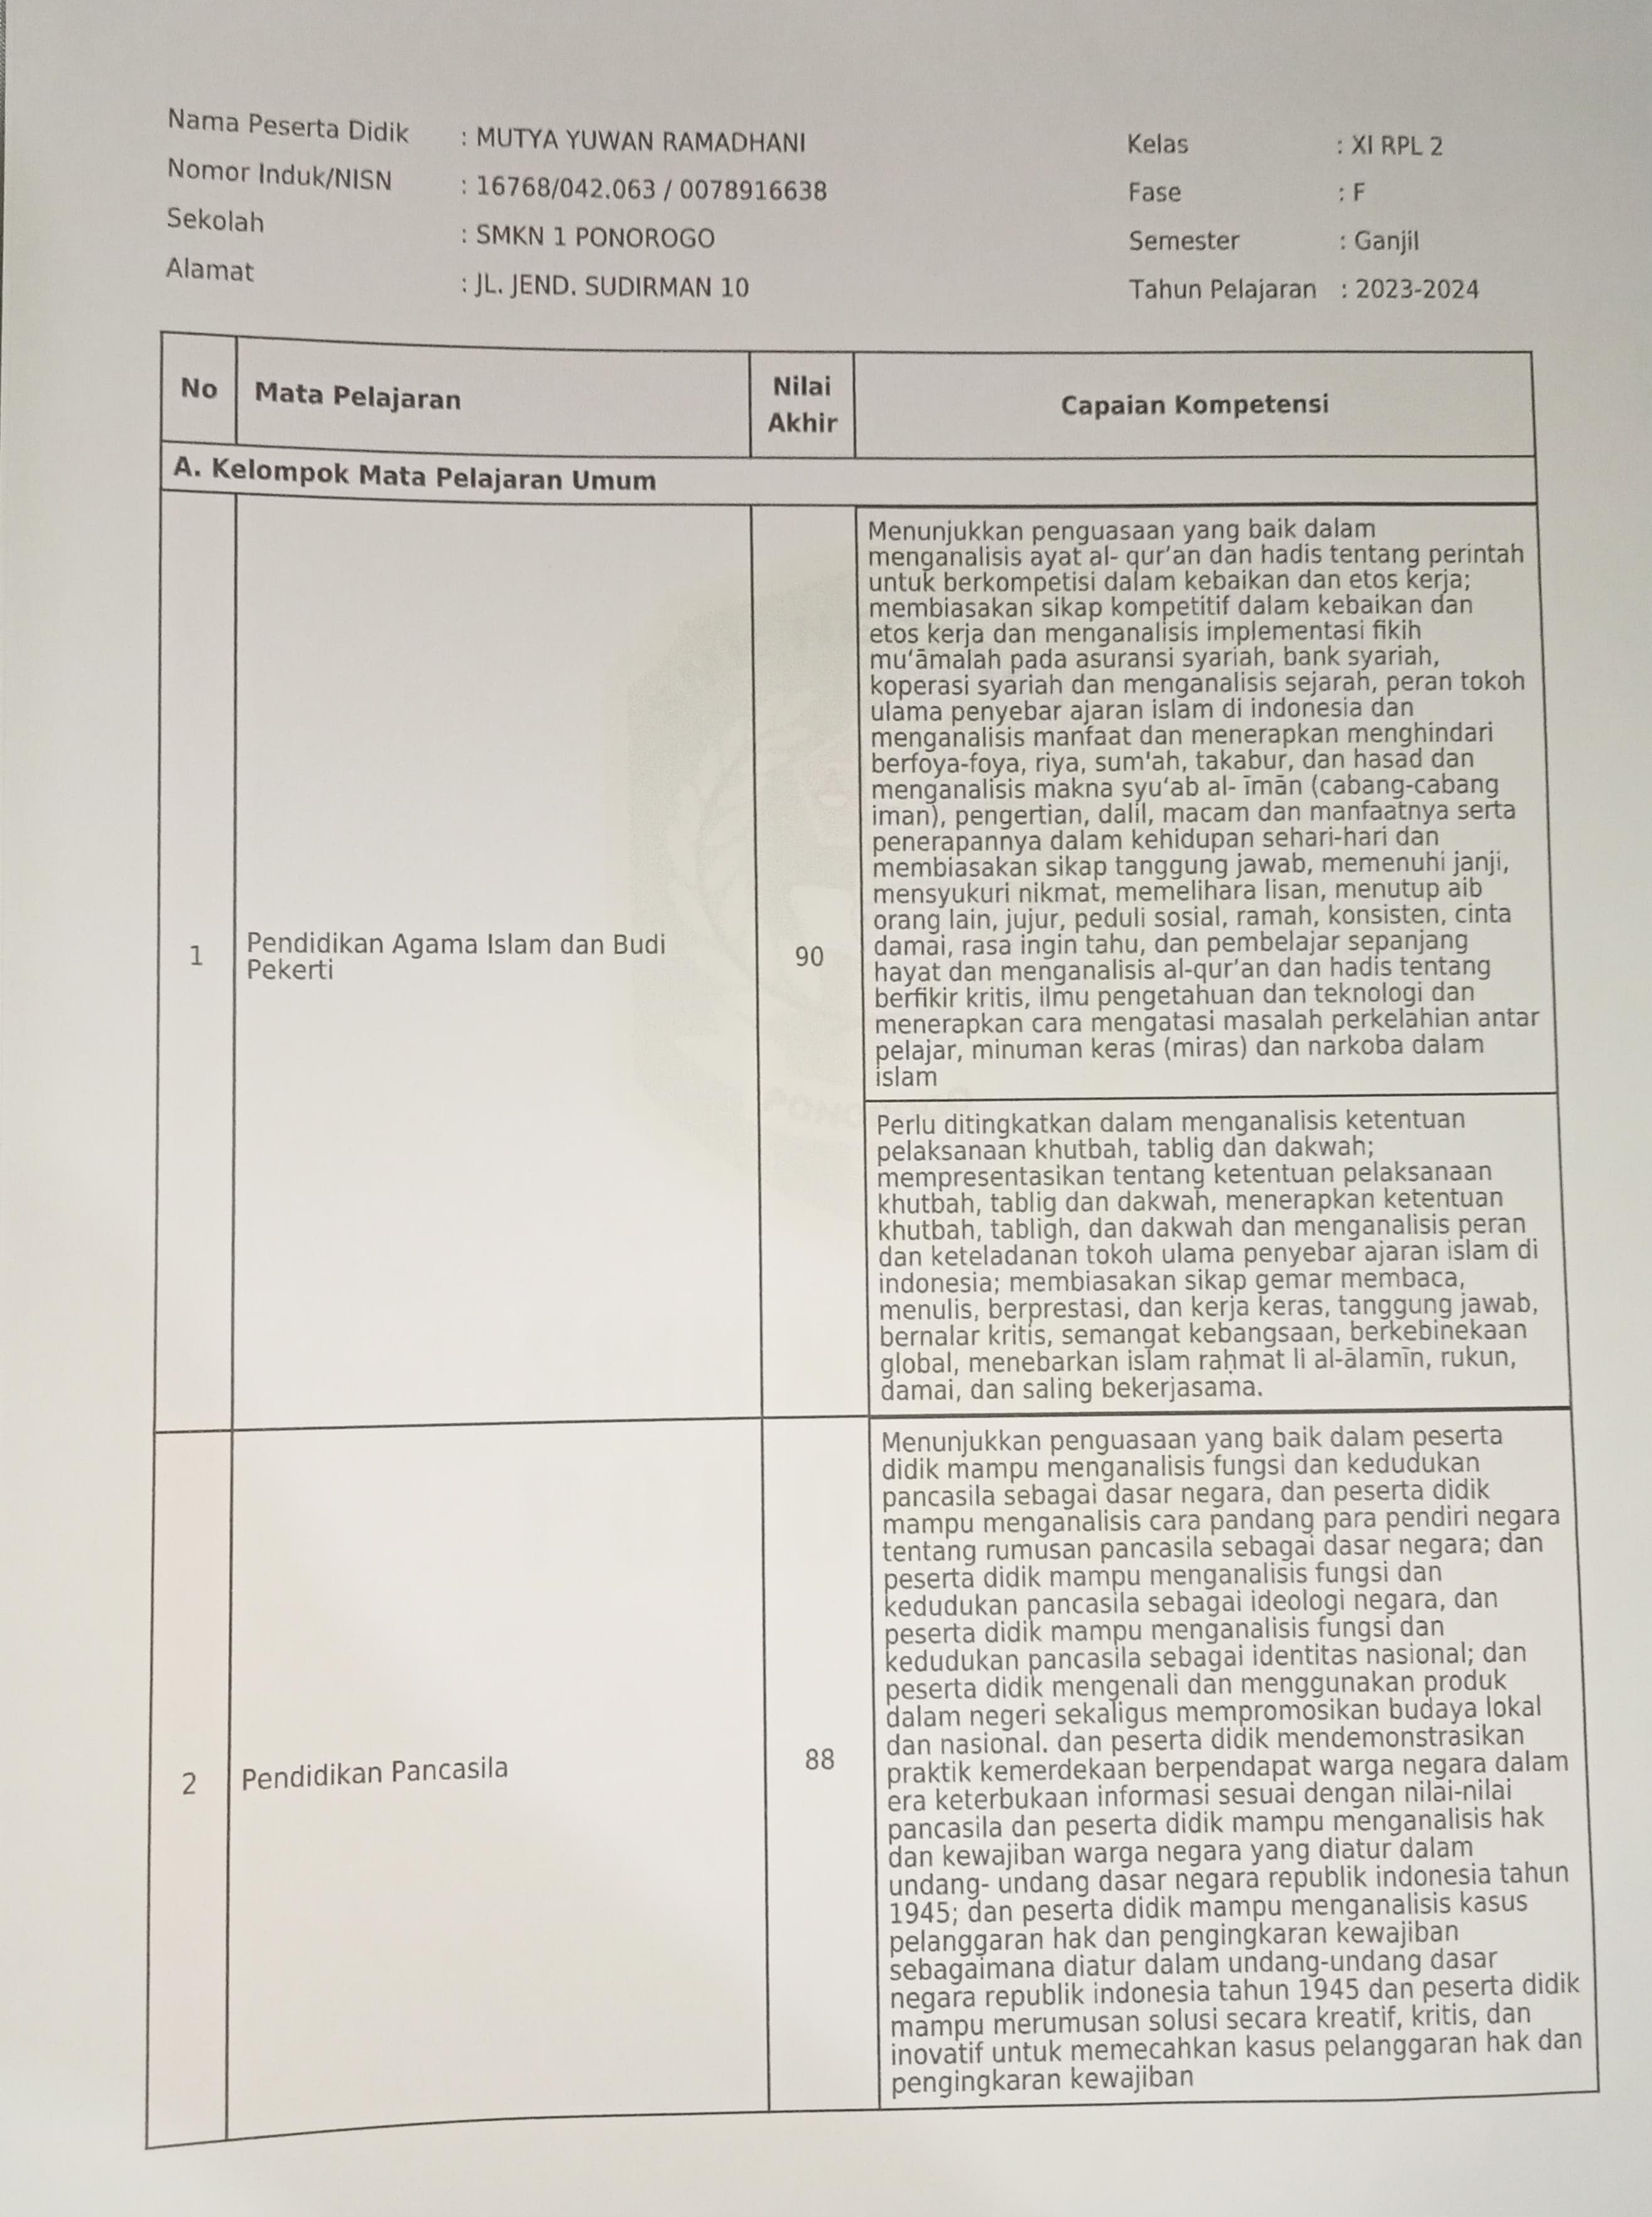 Nama Peserta Didik : MUTYA YUWAN RAMADHANI Kelas : XI RPL 2
Nomor Induk/NISN : 16768/042.063 / 0078916638 Fase : F
Sekolah : SMKN 1 PONOROGO Semester : Ganjil
Alamat : JL. JEND. SUDIRMAN 10 Tahun Pelajaran : 2023-2024
No Mata Pelajaran Nilai Akhir Capaian Kompetensi
A. Kelompok Mata Pelajaran Umum
1
Pendidikan Agama Islam dan Budi
Pekerti
90
Menunjukkan penguasaan yang baik dalam
menganalisis ayat al- qur’an dan hadis tentang perintah
untuk berkompetisi dalam kebaikan dan etos kerja;
membiasakan sikap kompetitif dalam kebaikan dan
etos kerja dan menganalisis implementasi fikih
mu‘āmalah pada asuransi syariah, bank syariah,
koperasi syariah dan menganalisis sejarah, peran tokoh
ulama penyebar ajaran islam di indonesia dan
menganalisis manfaat dan menerapkan menghindari
berfoya-foya, riya, sum'ah, takabur, dan hasad dan
menganalisis makna syu‘ab al- īmān (cabang-cabang
iman), pengertian, dalil, macam dan manfaatnya serta
penerapannya dalam kehidupan sehari-hari dan
membiasakan sikap tanggung jawab, memenuhi janji,
mensyukuri nikmat, memelihara lisan, menutup aib
orang lain, jujur, peduli sosial, ramah, konsisten, cinta
damai, rasa ingin tahu, dan pembelajar sepanjang
hayat dan menganalisis al-qur’an dan hadis tentang
berfikir kritis, ilmu pengetahuan dan teknologi dan
menerapkan cara mengatasi masalah perkelahian antar
pelajar, minuman keras (miras) dan narkoba dalam
islam
Perlu ditingkatkan dalam menganalisis ketentuan
pelaksanaan khutbah, tablig dan dakwah;
mempresentasikan tentang ketentuan pelaksanaan
khutbah, tablig dan dakwah, menerapkan ketentuan
khutbah, tabligh, dan dakwah dan menganalisis peran
dan keteladanan tokoh ulama penyebar ajaran islam di
indonesia; membiasakan sikap gemar membaca,
menulis, berprestasi, dan kerja keras, tanggung jawab,
bernalar kritis, semangat kebangsaan, berkebinekaan
global, menebarkan islam raḥmat li al-ālamīn, rukun,
damai, dan saling bekerjasama.
2
Pendidikan Pancasila
88
Menunjukkan penguasaan yang baik dalam peserta
didik mampu menganalisis fungsi dan kedudukan
pancasila sebagai dasar negara, dan peserta didik
mampu menganalisis cara pandang para pendiri negara
tentang rumusan pancasila sebagai dasar negara; dan
peserta didik mampu menganalisis fungsi dan
kedudukan pancasila sebagai ideologi negara, dan
peserta didik mampu menganalisis fungsi dan
kedudukan pancasila sebagai identitas nasional; dan
peserta didik mengenali dan menggunakan produk
dalam negeri sekaligus mempromosikan budaya lokal
dan nasional. dan peserta didik mendemonstrasikan
praktik kemerdekaan berpendapat warga negara dalam
era keterbukaan informasi sesuai dengan nilai-nilai
pancasila dan peserta didik mampu menganalisis hak
dan kewajiban warga negara yang diatur dalam
undang- undang dasar negara republik indonesia tahun
1945; dan peserta didik mampu menganalisis kasus
pelanggaran hak dan pengingkaran kewajiban
sebagaimana diatur dalam undang-undang dasar
negara republik indonesia tahun 1945 dan peserta didik
mampu merumusan solusi secara kreatif, kritis, dan
inovatif untuk memecahkan kasus pelanggaran hak dan
pengingkaran kewajiban